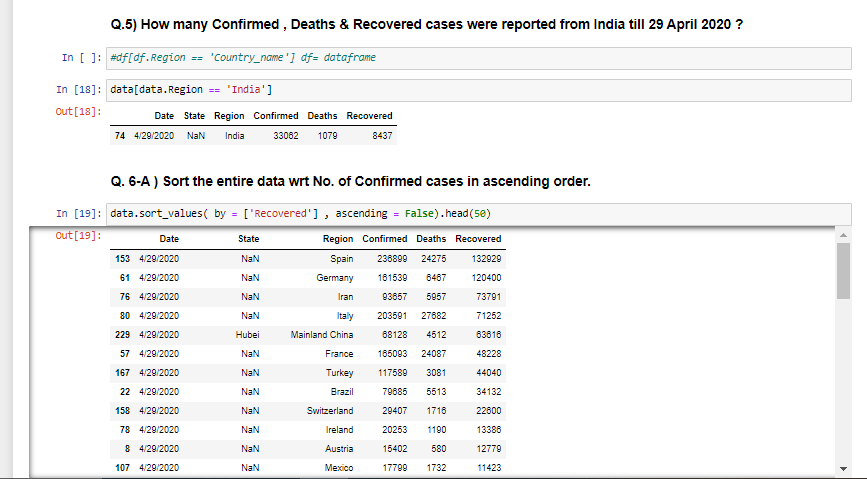 Q.5) How many Confirmed , Deaths & Recovered cases were reported from India till 29 April 2020 ?
In [ ]: #df[df.Region == 'Country_name'] df= dataframe
In [18]: data[data.Region == 'India']
Out[18]:
Date State Region Confirmed Deaths Recovered
74 4/29/2020 NaN India 33062 1079 8437
Q. 6-A ) Sort the entire data wrt No. of Confirmed cases in ascending order.
In [19]: data.sort_values( by = ['Recovered'] , ascending = False).head(50)
Out[19]:
Date State Region Confirmed Deaths Recovered
153 4/29/2020 NaN Spain 236899 24275 132929
61 4/29/2020 NaN Germany 161539 6467 120400
76 4/29/2020 NaN Iran 93657 5957 73791
80 4/29/2020 NaN Italy 203591 27682 71252
229 4/29/2020 Hubei Mainland China 68128 4512 63616
57 4/29/2020 NaN France 165093 24087 48228
167 4/29/2020 NaN Turkey 117589 3081 44040
22 4/29/2020 NaN Brazil 79685 5513 34132
158 4/29/2020 NaN Switzerland 29407 1716 22600
78 4/29/2020 NaN Ireland 20253 1190 13386
8 4/29/2020 NaN Austria 15402 580 12779
107 4/29/2020 NaN Mexico 17799 1732 11423